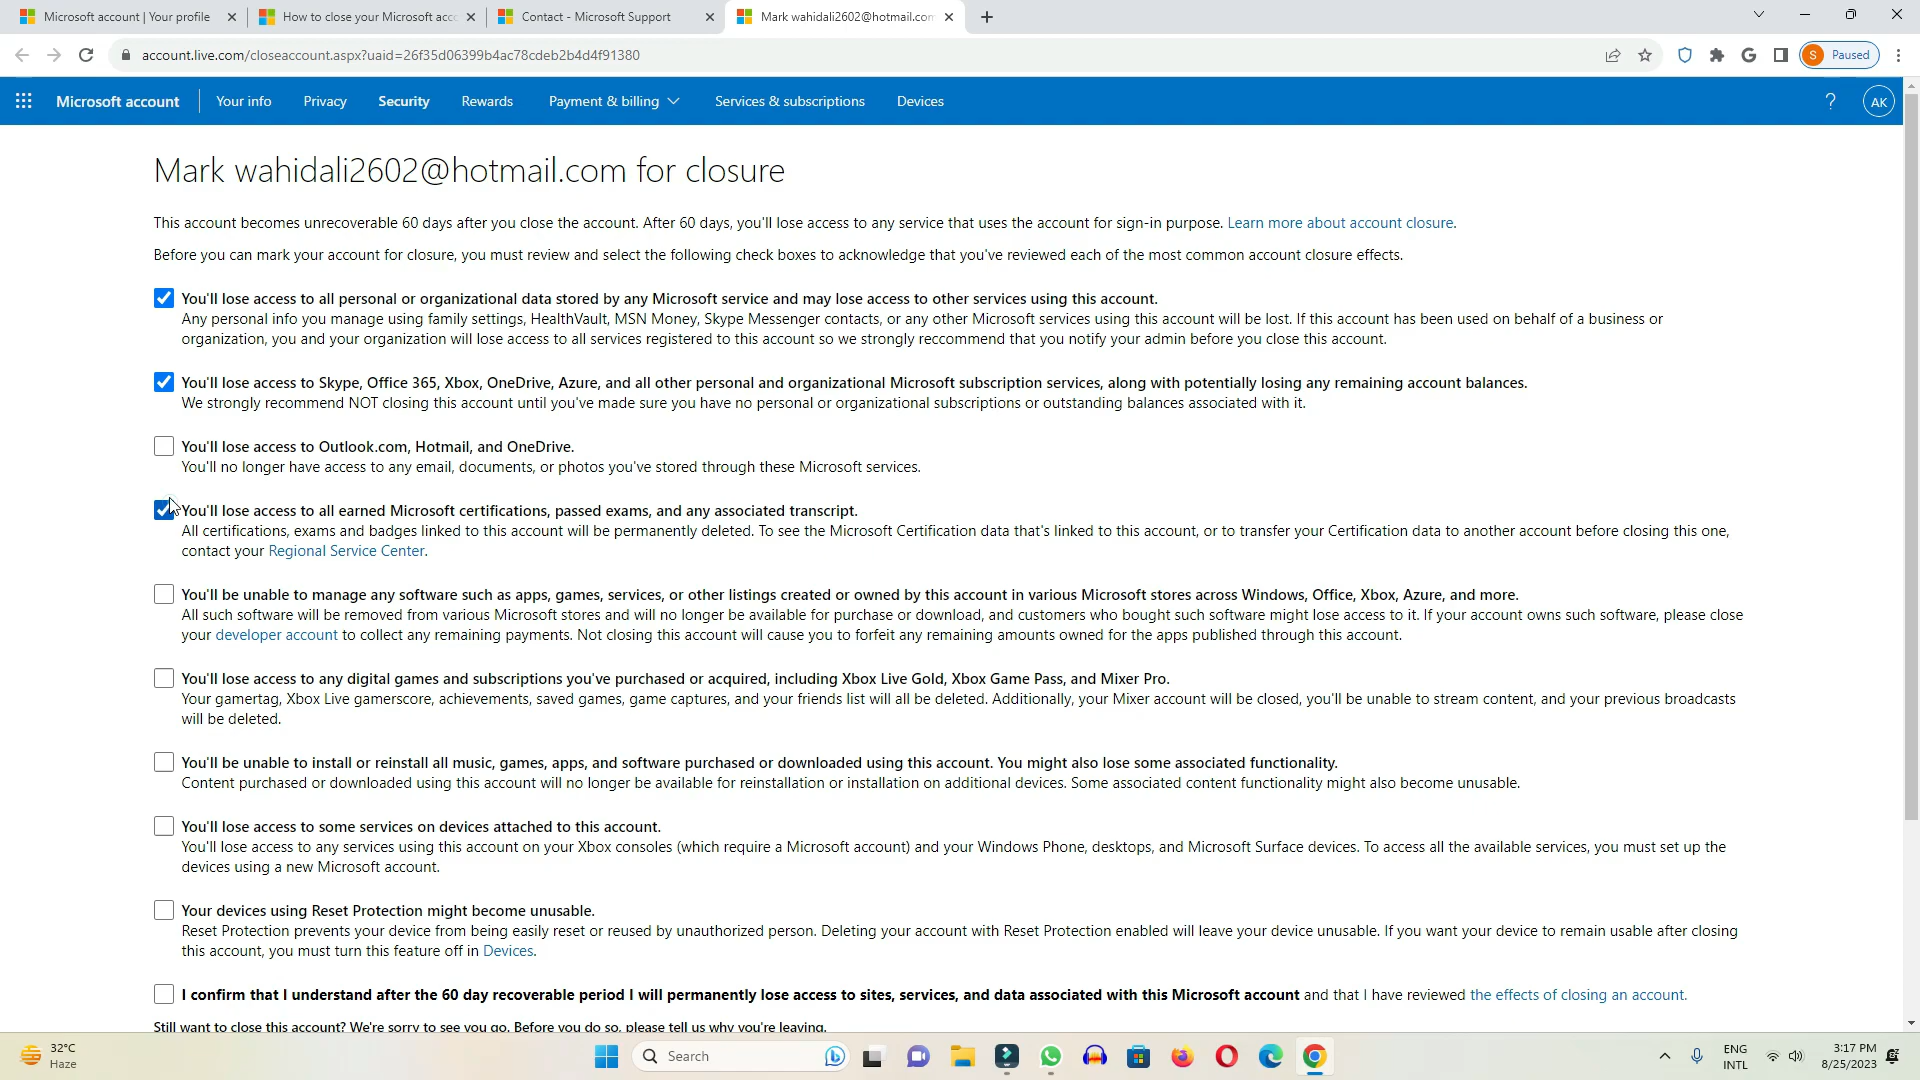 Microsoft account | Your profile
How to close your Microsoft acc
Contact - Microsoft Support
Mark wahidali2602@hotmail.com
account.live.com/closeaccount.aspx?uaid=26f35d06399b4ac78cdeb2b4d4f91380
S Paused
Microsoft account Your info Privacy Security Rewards Payment & billing Services & subscriptions Devices ? AK
Mark wahidali2602@hotmail.com for closure
This account becomes unrecoverable 60 days after you close the account. After 60 days, you'll lose access to any service that uses the account for sign-in purpose. Learn more about account closure.
Before you can mark your account for closure, you must review and select the following check boxes to acknowledge that you've reviewed each of the most common account closure effects.
You'll lose access to all personal or organizational data stored by any Microsoft service and may lose access to other services using this account.
Any personal info you manage using family settings, HealthVault, MSN Money, Skype Messenger contacts, or any other Microsoft services using this account will be lost. If this account has been used on behalf of a business or
organization, you and your organization will lose access to all services registered to this account so we strongly reccommend that you notify your admin before you close this account.
You'll lose access to Skype, Office 365, Xbox, OneDrive, Azure, and all other personal and organizational Microsoft subscription services, along with potentially losing any remaining account balances.
We strongly recommend NOT closing this account until you've made sure you have no personal or organizational subscriptions or outstanding balances associated with it.
You'll lose access to Outlook.com, Hotmail, and OneDrive.
You'll no longer have access to any email, documents, or photos you've stored through these Microsoft services.
You'll lose access to all earned Microsoft certifications, passed exams, and any associated transcript.
All certifications, exams and badges linked to this account will be permanently deleted. To see the Microsoft Certification data that's linked to this account, or to transfer your Certification data to another account before closing this one,
contact your Regional Service Center.
You'll be unable to manage any software such as apps, games, services, or other listings created or owned by this account in various Microsoft stores across Windows, Office, Xbox, Azure, and more.
All such software will be removed from various Microsoft stores and will no longer be available for purchase or download, and customers who bought such software might lose access to it. If your account owns such software, please close
your developer account to collect any remaining payments. Not closing this account will cause you to forfeit any remaining amounts owned for the apps published through this account.
You'll lose access to any digital games and subscriptions you've purchased or acquired, including Xbox Live Gold, Xbox Game Pass, and Mixer Pro.
Your gamertag, Xbox Live gamerscore, achievements, saved games, game captures, and your friends list will all be deleted. Additionally, your Mixer account will be closed, you'll be unable to stream content, and your previous broadcasts
will be deleted.
You'll be unable to install or reinstall all music, games, apps, and software purchased or downloaded using this account. You might also lose some associated functionality.
Content purchased or downloaded using this account will no longer be available for reinstallation or installation on additional devices. Some associated content functionality might also become unusable.
You'll lose access to some services on devices attached to this account.
You'll lose access to any services using this account on your Xbox consoles (which require a Microsoft account) and your Windows Phone, desktops, and Microsoft Surface devices. To access all the available services, you must set up the
devices using a new Microsoft account.
Your devices using Reset Protection might become unusable.
Reset Protection prevents your device from being easily reset or reused by unauthorized person. Deleting your account with Reset Protection enabled will leave your device unusable. If you want your device to remain usable after closing
this account, you must turn this feature off in Devices.
I confirm that I understand after the 60 day recoverable period I will permanently lose access to sites, services, and data associated with this Microsoft account and that I have reviewed the effects of closing an account.
Still want to close this account? We're sorry to see you go. Before you do so, please tell us why you're leaving.
32°C
Haze
Search
ENG
INTL
3:17 PM
8/25/2023